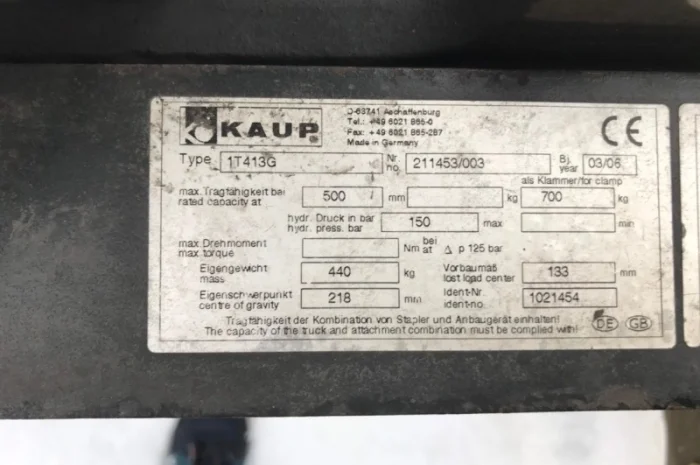 KAUP
D-63741 Aschaffenburg
Tel.: +49 6021 865-0
Fax: +49 6021 865-287
Made in Germany
CE
Type 1T413G Nr. no. 211453/003 Bj. year 03/06
als Klammer/for clamp
max. Tragfähigkeit bei
rated capacity at 500 mm kg 700 kg
hydr. Druck in bar
hydr. press. bar 150 max min
max. Drehmoment
max. torque Nm bei at Δ p 125 bar
Eigengewicht
mass 440 kg Vorbaumaß
lost load center 133 mm
Eigenschwerpunkt
centre of gravity 218 mm Ident-Nr.
ident-no. 1021454
Tragfähigkeit der Kombination von Stapler und Anbaugerät einhalten! DE GB
The capacity of the truck and attachment combination must be complied with!